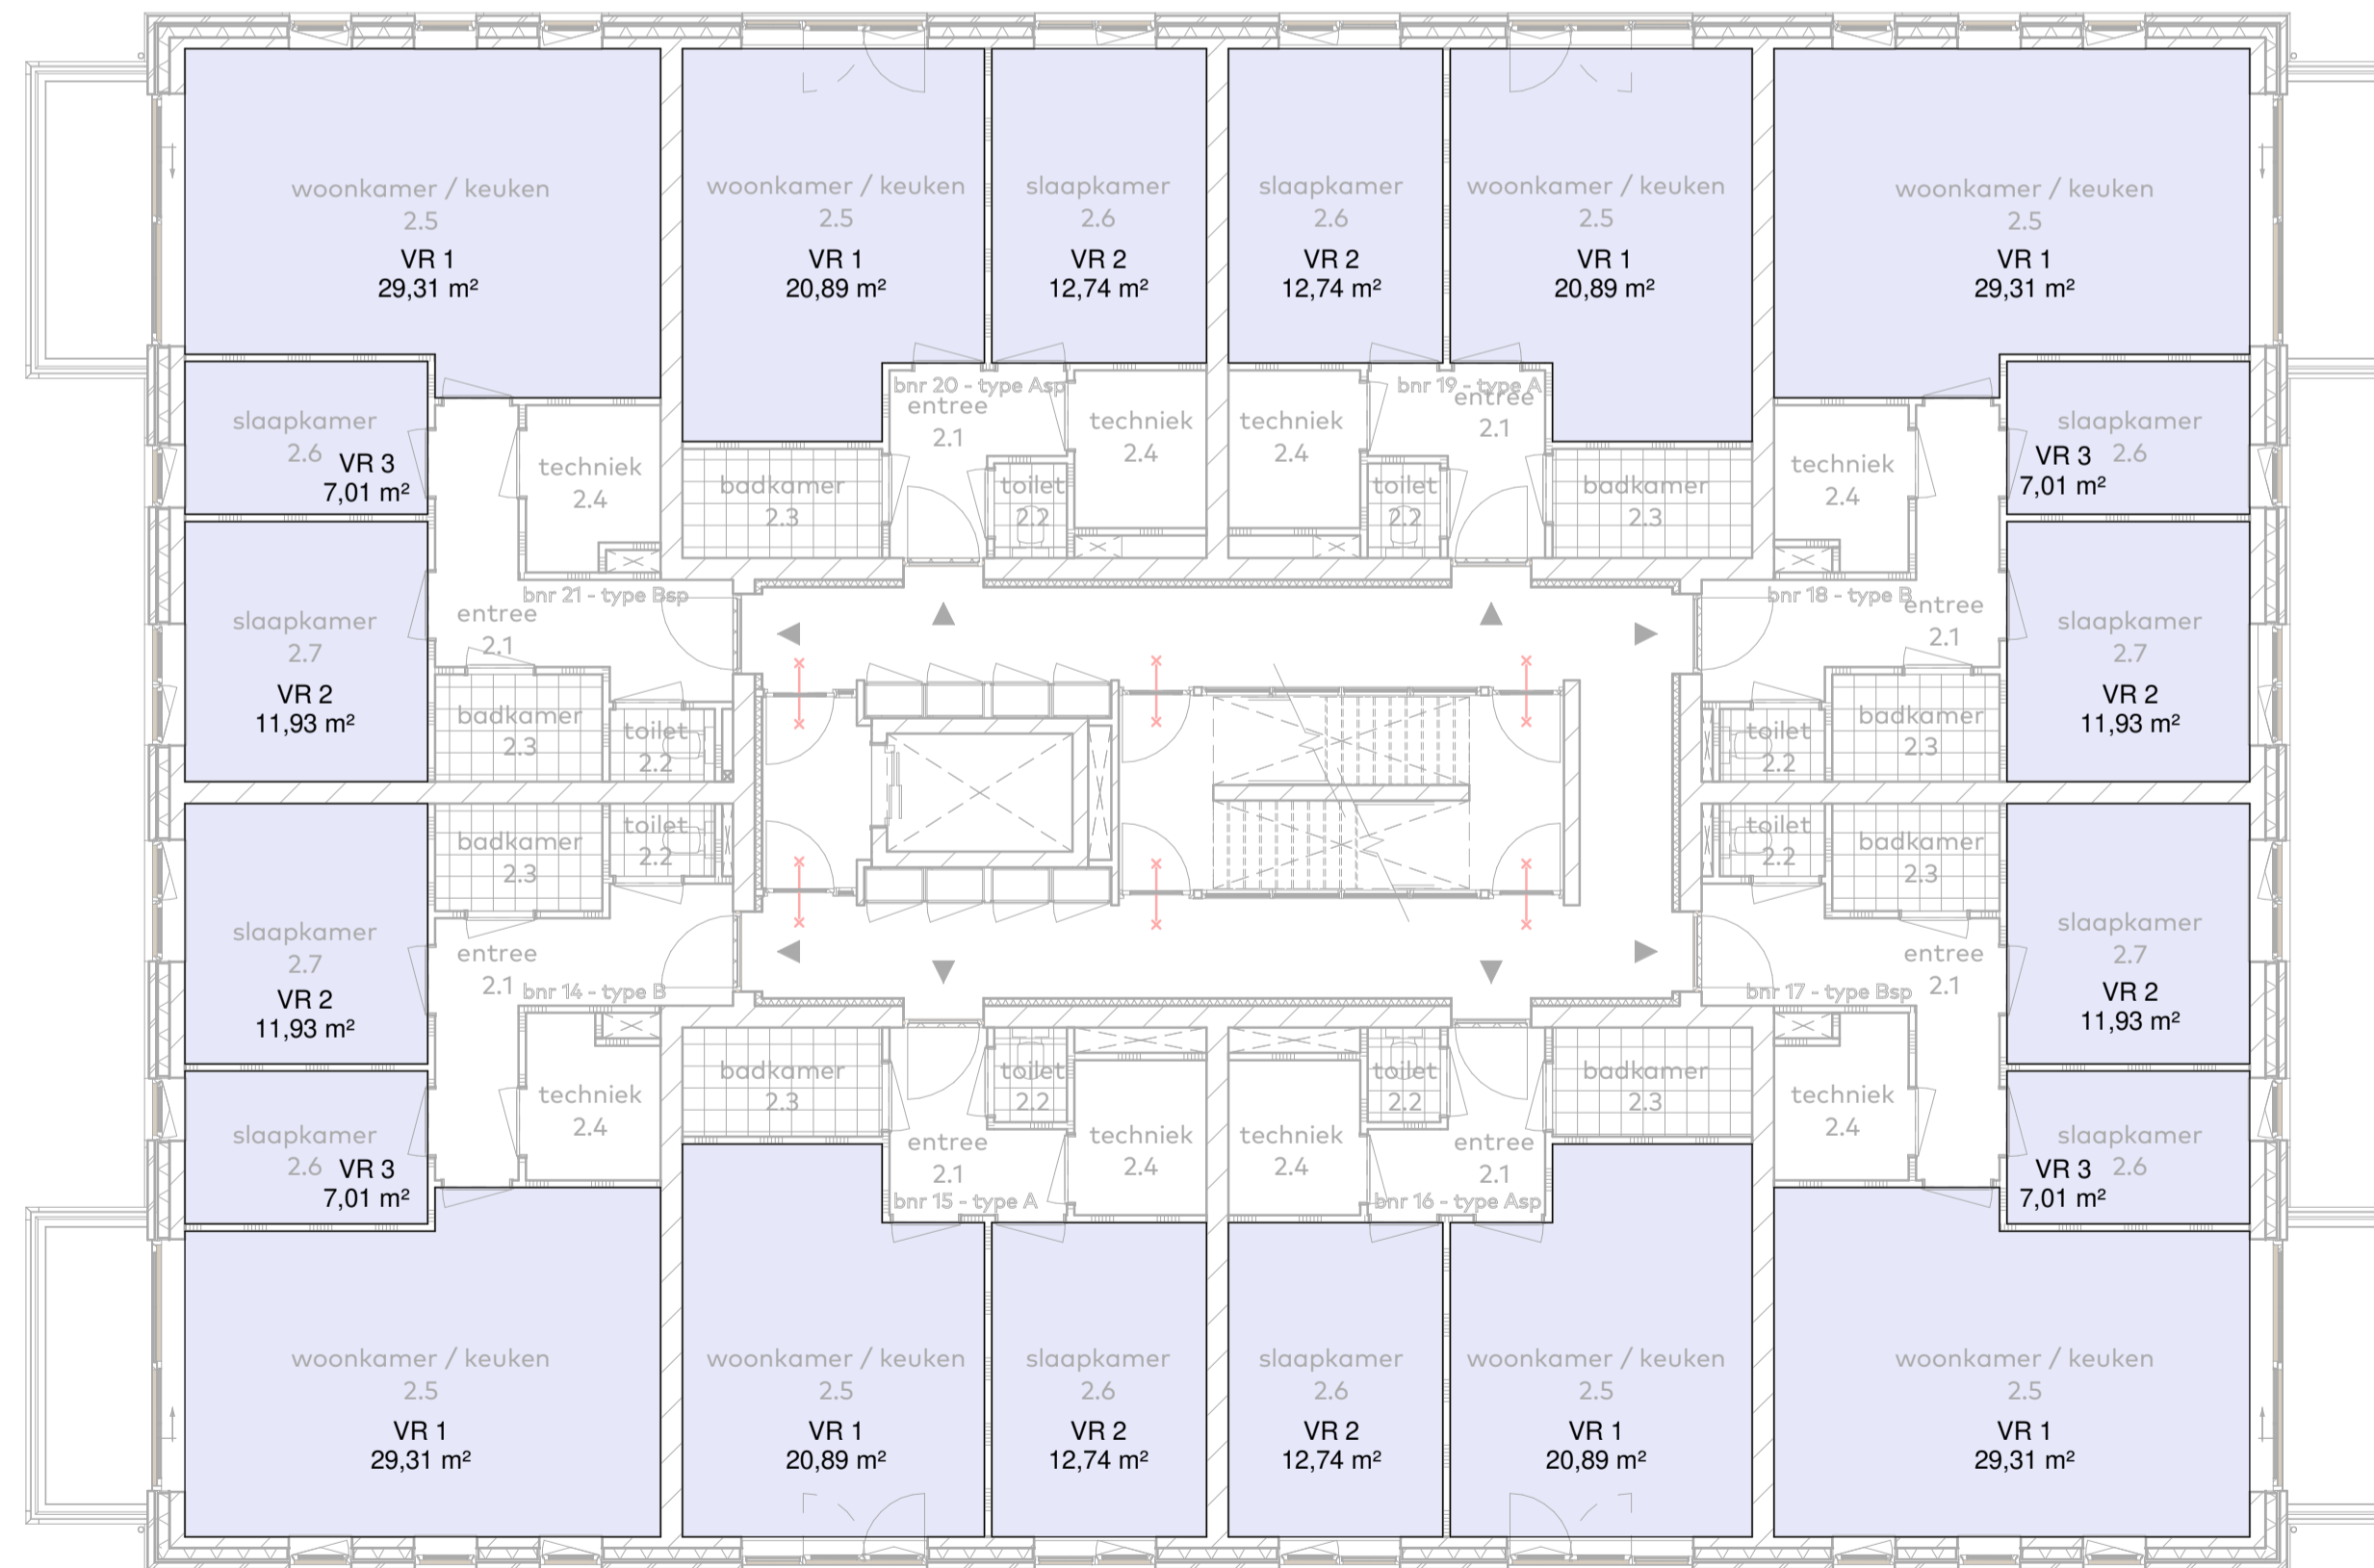 woonkamer / keuken
2.5
VR 1
29,31 m²
woonkamer / keuken
2.5
VR 1
20,89 m²
slaapkamer
2.6
VR 2
12,74 m²
slaapkamer
2.6
VR 2
12,74 m²
woonkamer / keuken
2.5
VR 1
20,89 m²
woonkamer / keuken
2.5
VR 1
29,31 m²
slaapkamer
2.6
VR 3
7,01 m²
techniek
2.4
bnr 20 - type Asp
entree
2.1
techniek
2.4
badkamer
2.3
toilet
2.2
bnr 19 - type A
entree
2.1
techniek
2.4
toilet
2.2
badkamer
2.3
techniek
2.4
slaapkamer
2.6
VR 3
7,01 m²
slaapkamer
2.7
VR 2
11,93 m²
bnr 21 - type Bsp
entree
2.1
badkamer
2.3
toilet
2.2
bnr 18 - type B
entree
2.1
toilet
2.2
badkamer
2.3
slaapkamer
2.7
VR 2
11,93 m²
slaapkamer
2.7
VR 2
11,93 m²
badkamer
2.3
toilet
2.2
entree
2.1
bnr 14 - type B
toilet
2.2
badkamer
2.3
entree
2.1
bnr 17 - type Bsp
slaapkamer
2.7
VR 2
11,93 m²
slaapkamer
2.6
VR 3
7,01 m²
techniek
2.4
badkamer
2.3
toilet
2.2
entree
2.1
techniek
2.4
bnr 15 - type A
techniek
2.4
toilet
2.2
badkamer
2.3
entree
2.1
bnr 16 - type Asp
techniek
2.4
slaapkamer
2.6
VR 3
7,01 m²
woonkamer / keuken
2.5
VR 1
29,31 m²
woonkamer / keuken
2.5
VR 1
20,89 m²
slaapkamer
2.6
VR 2
12,74 m²
slaapkamer
2.6
VR 2
12,74 m²
woonkamer / keuken
2.5
VR 1
20,89 m²
woonkamer / keuken
2.5
VR 1
29,31 m²